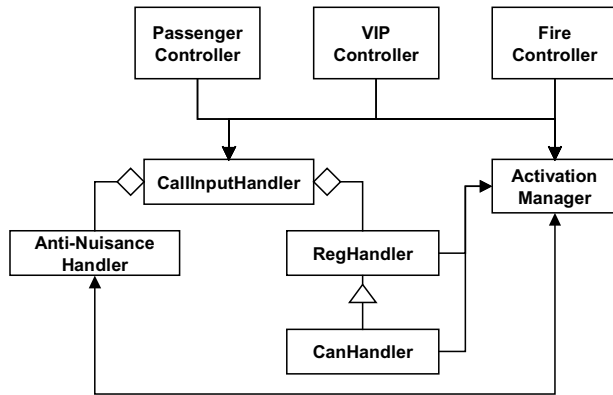 Passenger
Controller
VIP
Controller
Fire
Controller
CallInputHandler
Activation
Manager
Anti-Nuisance
Handler
RegHandler
CanHandler